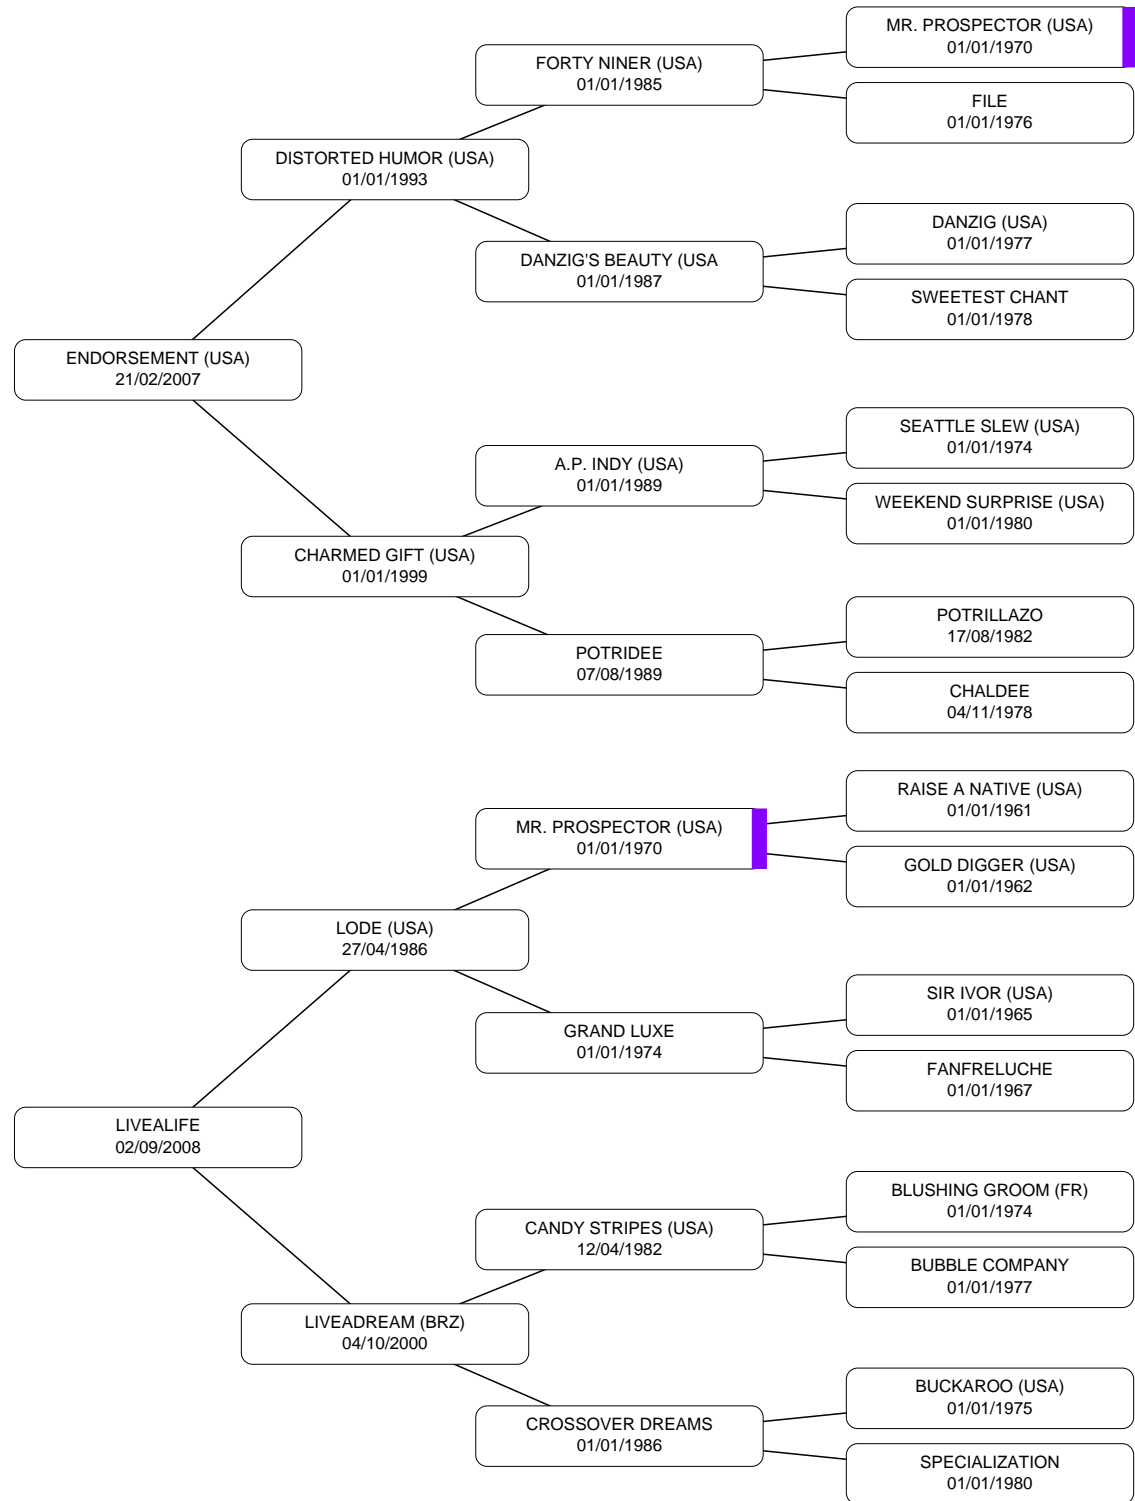 MR. PROSPECTOR (USA)
01/01/1970
FORTY NINER (USA)
01/01/1985
FILE
01/01/1976
DISTORTED HUMOR (USA)
01/01/1993
DANZIG (USA)
01/01/1977
DANZIG'S BEAUTY (USA
01/01/1987
SWEETEST CHANT
01/01/1978
ENDORSEMENT (USA)
21/02/2007
SEATTLE SLEW (USA)
01/01/1974
A.P. INDY (USA)
01/01/1989
WEEKEND SURPRISE (USA)
01/01/1980
CHARMED GIFT (USA)
01/01/1999
POTRILLAZO
17/08/1982
POTRIDEE
07/08/1989
CHALDEE
04/11/1978
RAISE A NATIVE (USA)
01/01/1961
MR. PROSPECTOR (USA)
01/01/1970
GOLD DIGGER (USA)
01/01/1962
LODE (USA)
27/04/1986
SIR IVOR (USA)
01/01/1965
GRAND LUXE
01/01/1974
FANFRELUCHE
01/01/1967
LIVEALIFE
02/09/2008
BLUSHING GROOM (FR)
01/01/1974
CANDY STRIPES (USA)
12/04/1982
BUBBLE COMPANY
01/01/1977
LIVEADREAM (BRZ)
04/10/2000
BUCKAROO (USA)
01/01/1975
CROSSOVER DREAMS
01/01/1986
SPECIALIZATION
01/01/1980